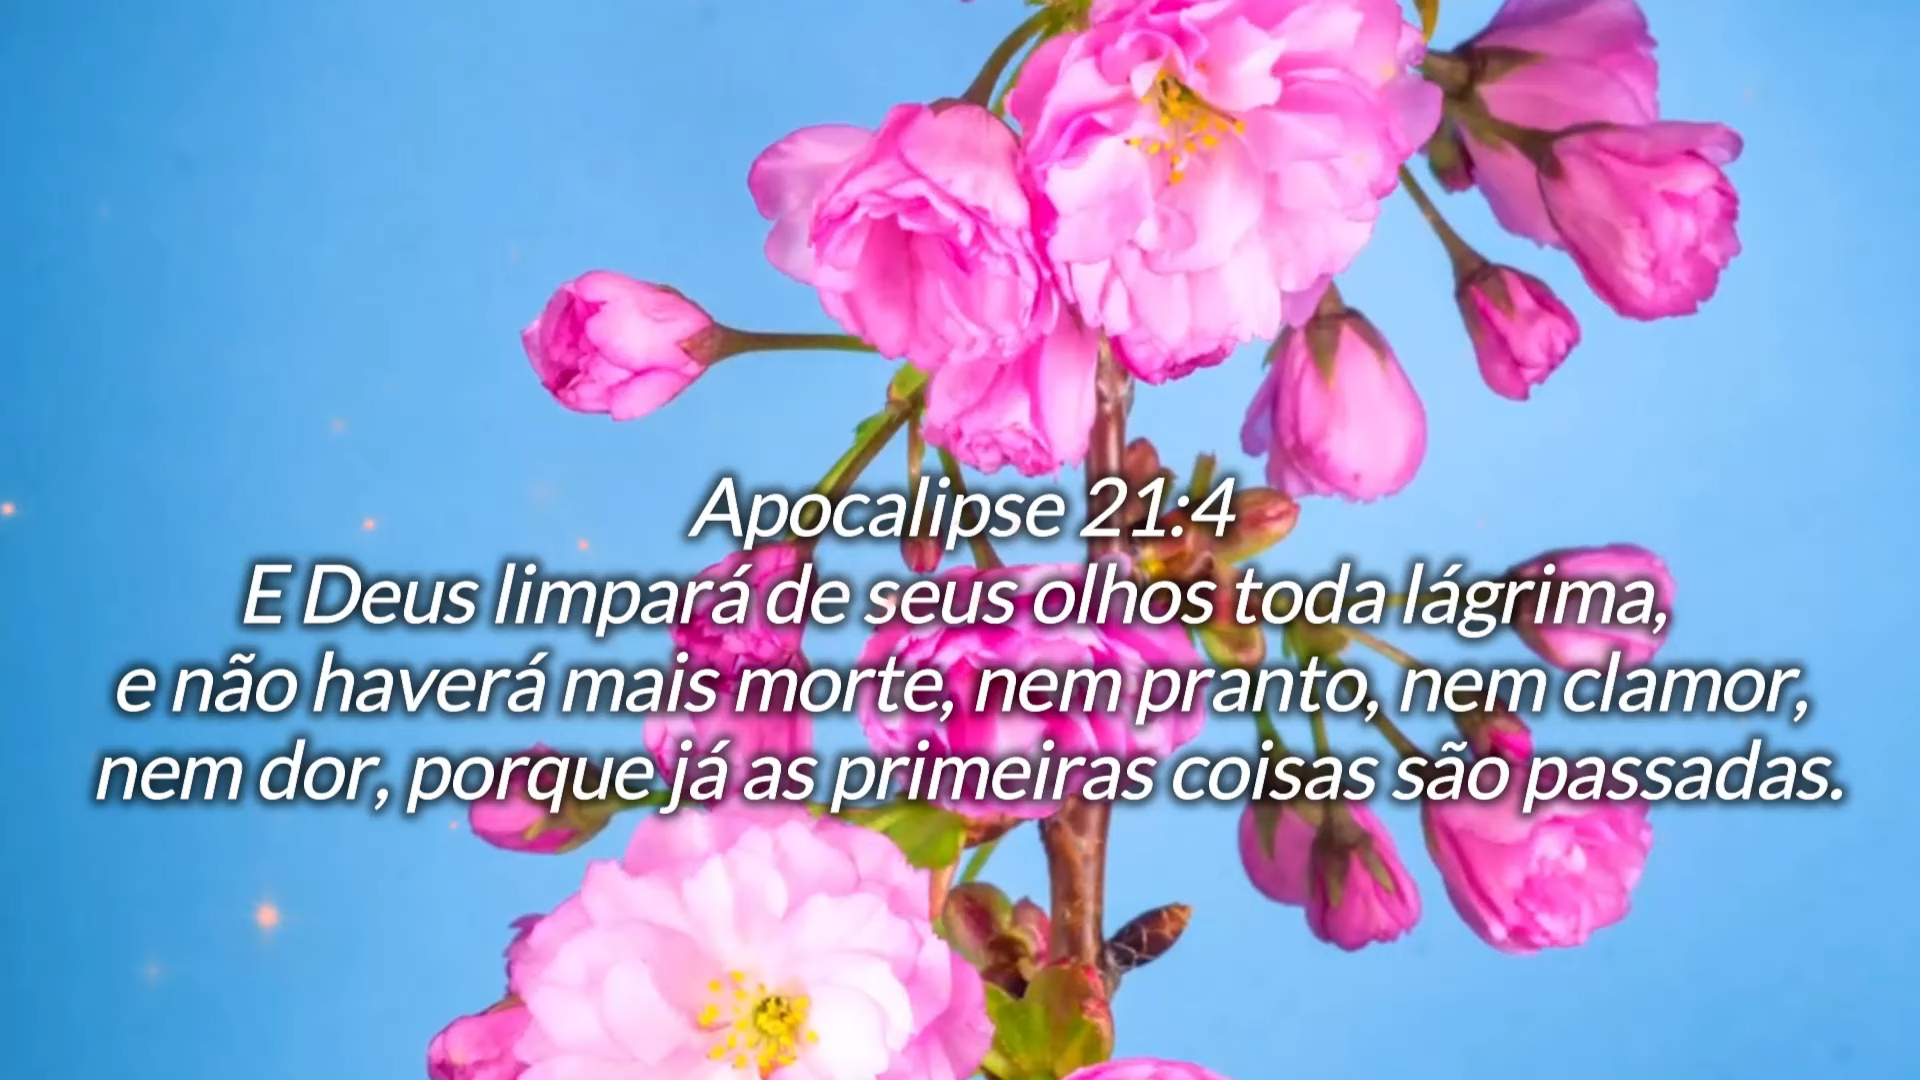 Apocalipse 21:4
E Deus limpará de seus olhos toda lágrima,
e não haverá mais morte, nem pranto, nem clamor,
nem dor, porque já as primeiras coisas são passadas.